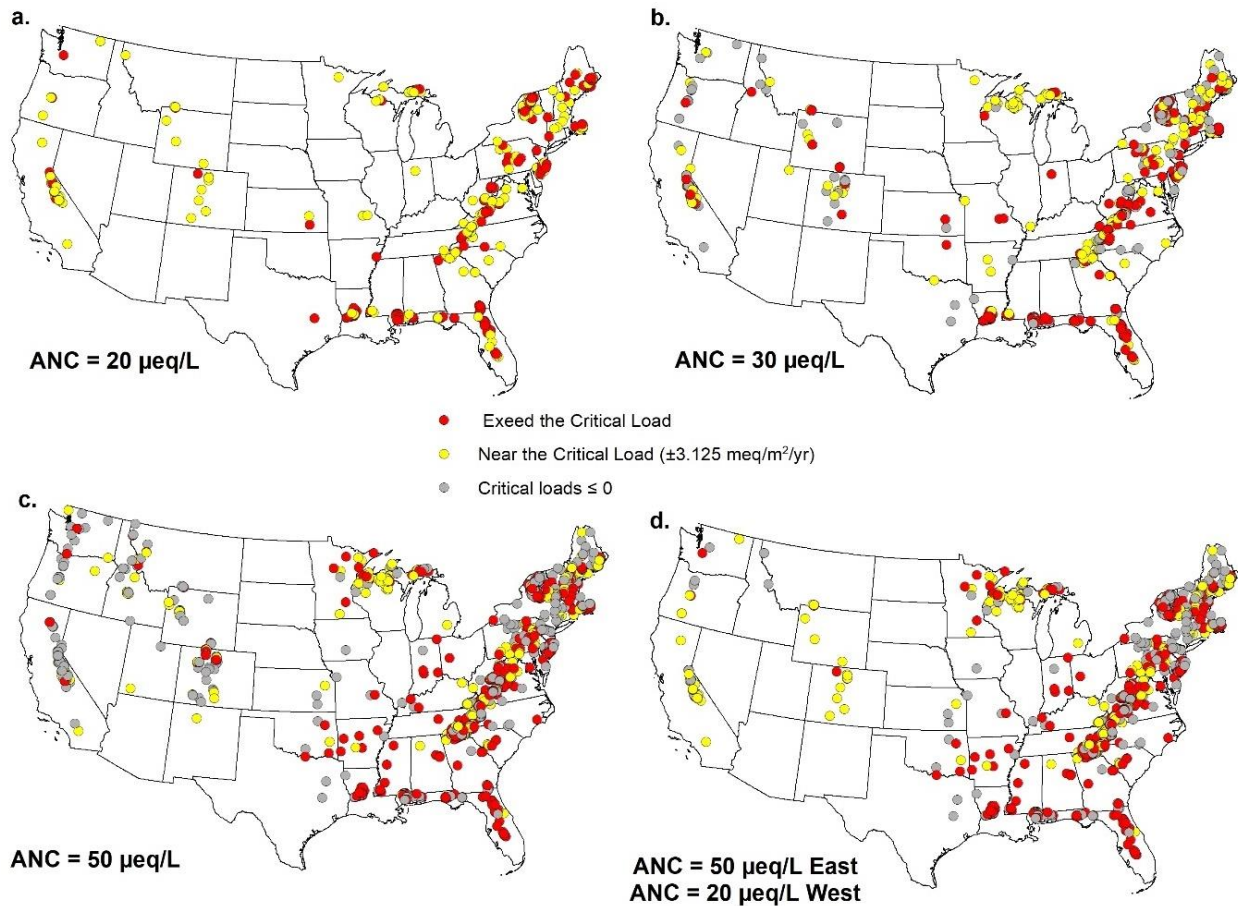 a.
b.
ANC = 20 µeq/L
ANC = 30 µeq/L
Exeed the Critical Load
Near the Critical Load (±3.125 meq/m²/yr)
Critical loads ≤ 0
c.
d.
ANC = 50 µeq/L
ANC = 50 µeq/L East
ANC = 20 µeq/L West